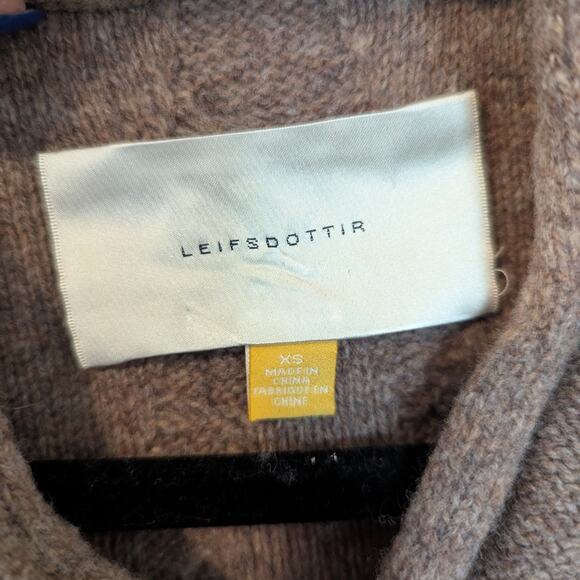 LEIFSDOTTIR
XS
MADE IN
CHINA
FABRIQUE EN
CHINE